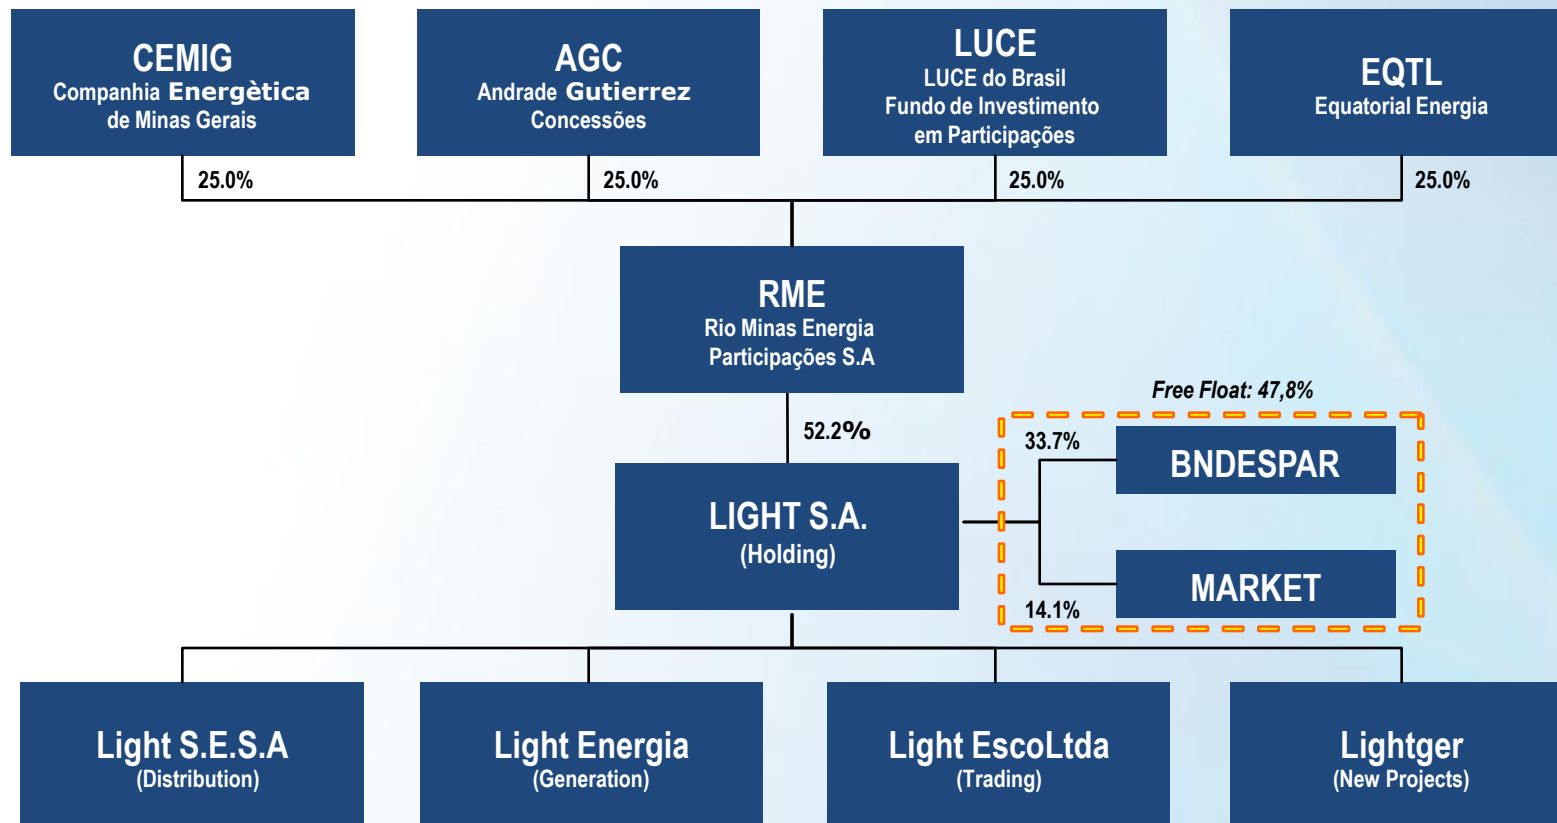 CEMIG
Companhia Energètica
de Minas Gerais
AGC
Andrade Gutierrez
Concessões
LUCE
LUCE do Brasil
Fundo de Investimento
em Participações
EQTL
Equatorial Energia
25.0%
25.0%
25.0%
25.0%
RME
Rio Minas Energia
Participações S.A
52.2%
Free Float: 47,8%
33.7%
BNDESPAR
LIGHT S.A.
(Holding)
MARKET
14.1%
Light S.E.S.A
(Distribution)
Light Energia
(Generation)
Light EscoLtda
(Trading)
Lightger
(New Projects)